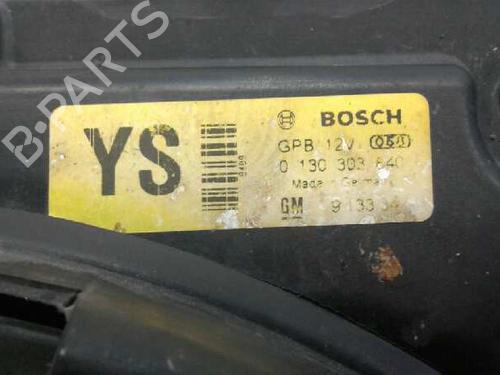 B-PARTS
YS
BOSCH
GPB 12V
0 130 303 840
Made in Germany
GM